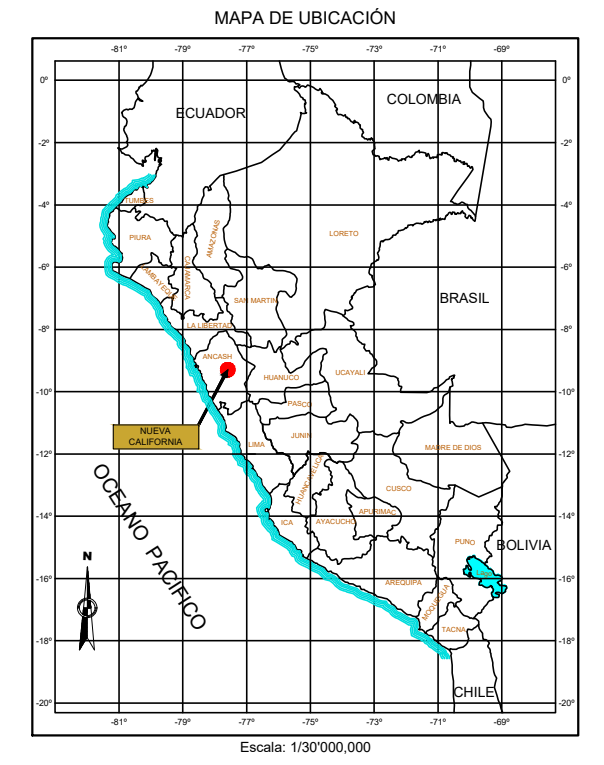 MAPA DE UBICACIÓN
-81° -79° -77° -75° -73° -71° -69°
0° 0°
ECUADOR
COLOMBIA
-2° -2°
TUMBES
-4° -4°
PIURA
AMAZONAS
LORETO
CAJAMARCA
-6° -6°
LAMBAYEQUE
SAN MARTIN
BRASIL
LA LIBERTAD
-8° -8°
ANCASH
HUANUCO
UCAYALI
-10° -10°
PASCO
NUEVA
CALIFORNIA
JUNIN
LIMA
MADRE DE DIOS
-12° -12°
HUANCAVELICA
CUSCO
OCEANO PACIFICO
APURIMAC
-14° -14°
ICA
AYACUCHO
PUNO
BOLIVIA
N
-16° -16°
AREQUIPA
MOQUEGUA
TACNA
-18° -18°
CHILE
-20° -20°
-81° -79° -77° -75° -73° -71° -69°
Escala: 1/30'000,000